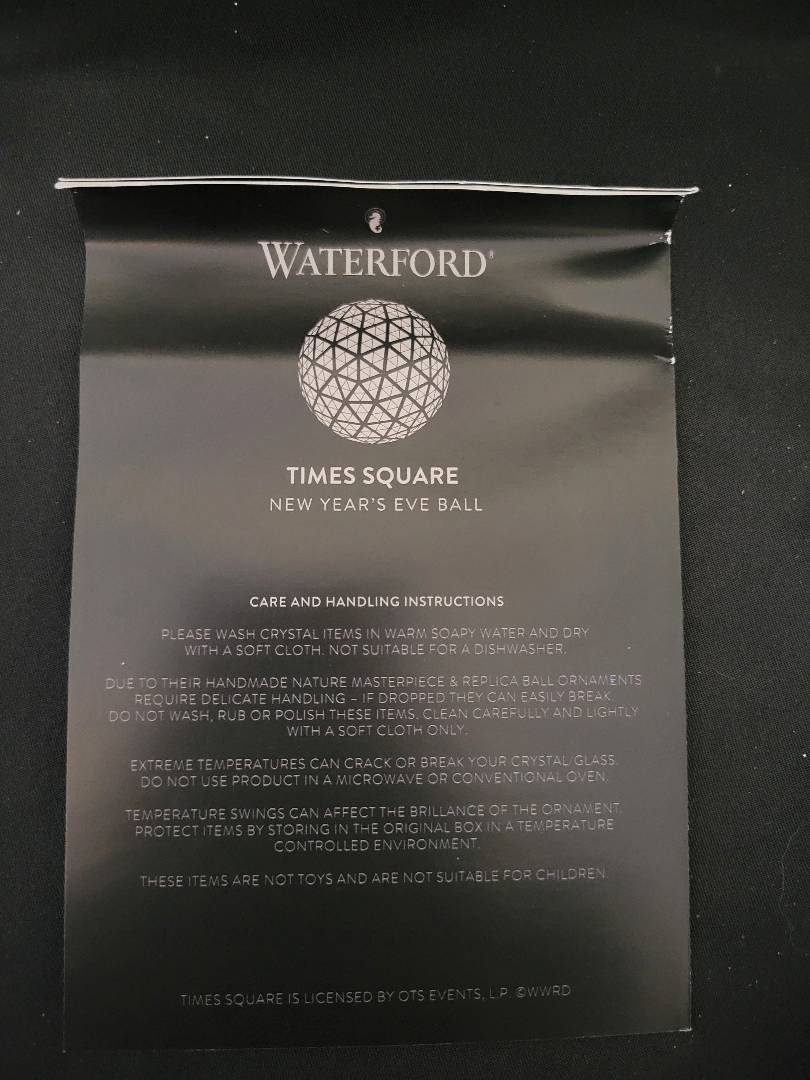 WATERFORD®
TIMES SQUARE
NEW YEAR'S EVE BALL
CARE AND HANDLING INSTRUCTIONS
PLEASE WASH CRYSTAL ITEMS IN WARM SOAPY WATER AND DRY
WITH A SOFT CLOTH. NOT SUITABLE FOR A DISHWASHER.
DUE TO THEIR HANDMADE NATURE MASTERPIECE & REPLICA BALL ORNAMENTS
REQUIRE DELICATE HANDLING – IF DROPPED THEY CAN EASILY BREAK.
DO NOT WASH, RUB OR POLISH THESE ITEMS. CLEAN CAREFULLY AND LIGHTLY
WITH A SOFT CLOTH ONLY.
EXTREME TEMPERATURES CAN CRACK OR BREAK YOUR CRYSTAL/GLASS.
DO NOT USE PRODUCT IN A MICROWAVE OR CONVENTIONAL OVEN.
TEMPERATURE SWINGS CAN AFFECT THE BRILLANCE OF THE ORNAMENT.
PROTECT ITEMS BY STORING IN THE ORIGINAL BOX IN A TEMPERATURE
CONTROLLED ENVIRONMENT.
THESE ITEMS ARE NOT TOYS AND ARE NOT SUITABLE FOR CHILDREN.
TIMES SQUARE IS LICENSED BY OTS EVENTS, L.P. ©WWRD